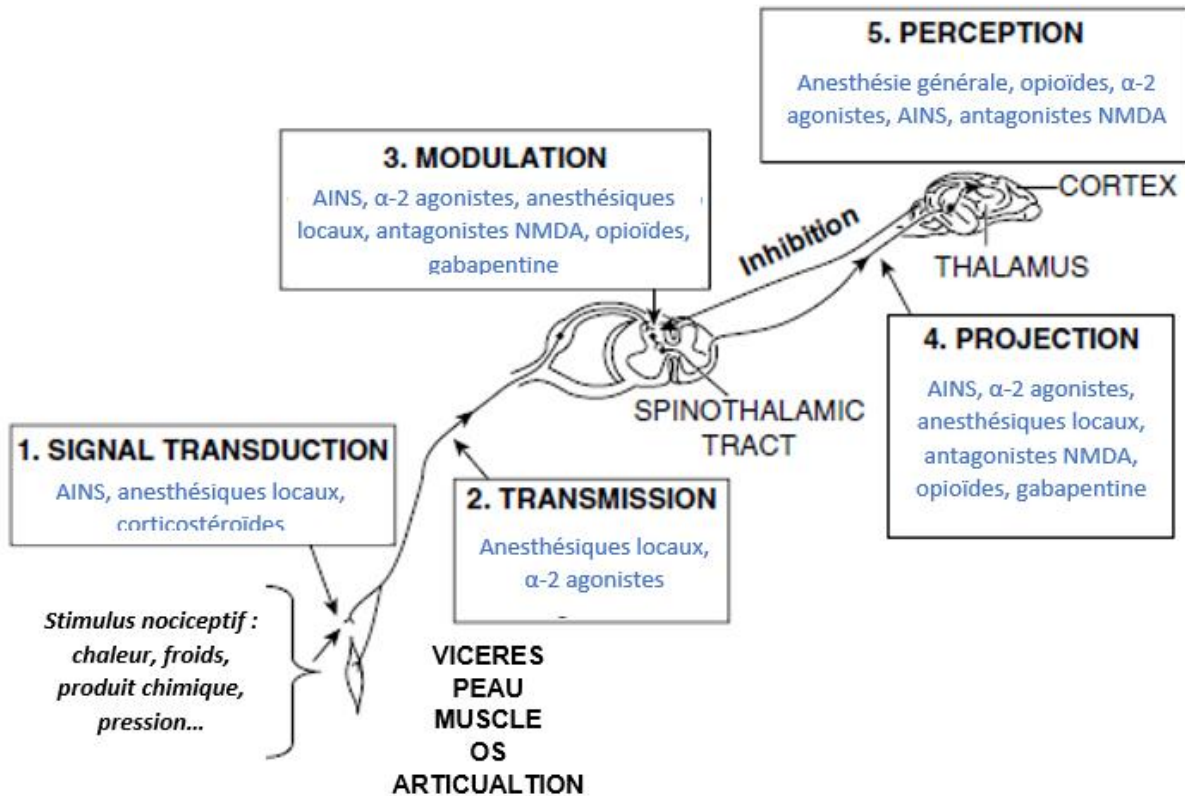 5. PERCEPTION
Anesthésie générale, opioïdes, α-2
agonistes, AINS, antagonistes NMDA
3. MODULATION
AINS, α-2 agonistes, anesthésiques
locaux, antagonistes NMDA, opioïdes,
gabapentine
Inhibition
CORTEX
THALAMUS
4. PROJECTION
AINS, α-2 agonistes,
anesthésiques locaux,
antagonistes NMDA,
opioïdes, gabapentine
SPINOTHALAMIC
TRACT
1. SIGNAL TRANSDUCTION
AINS, anesthésiques locaux,
corticostéroïdes
2. TRANSMISSION
Anesthésiques locaux,
α-2 agonistes
Stimulus nociceptif :
chaleur, froids,
produit chimique,
pression...
VICERES
PEAU
MUSCLE
OS
ARTICUALTION